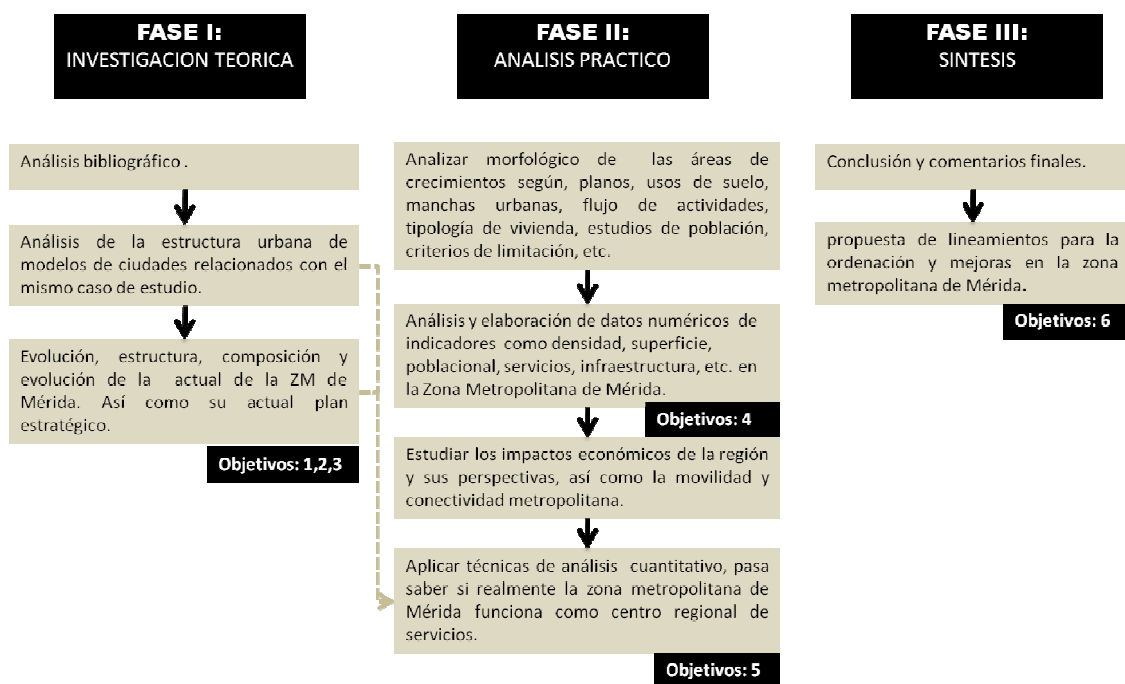 FASE I:
INVESTIGACION TEORICA
Análisis bibliográfico .
Análisis de la estructura urbana de
modelos de ciudades relacionados con el
mismo caso de estudio.
Evolución, estructura, composición y
evolución de la actual de la ZM de
Mérida. Así como su actual plan
estratégico.
Objetivos: 1,2,3
FASE II:
ANALISIS PRACTICO
Analizar morfológico de las áreas de
crecimientos según, planos, usos de suelo,
manchas urbanas, flujo de actividades,
tipología de vivienda, estudios de población,
criterios de limitación, etc.
Análisis y elaboración de datos numéricos de
indicadores como densidad, superficie,
poblacional, servicios, infraestructura, etc. en
la Zona Metropolitana de Mérida.
Objetivos: 4
Estudiar los impactos económicos de la región
y sus perspectivas, así como la movilidad y
conectividad metropolitana.
Aplicar técnicas de análisis cuantitativo, pasa
saber si realmente la zona metropolitana de
Mérida funciona como centro regional de
servicios.
Objetivos: 5
FASE III:
SINTESIS
Conclusión y comentarios finales.
propuesta de lineamientos para la
ordenación y mejoras en la zona
metropolitana de Mérida.
Objetivos: 6